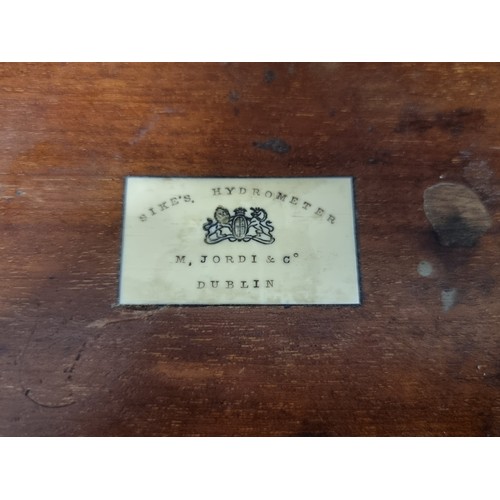 SIKE'S. HYDROMETER
M, JORDI & Cº
DUBLIN